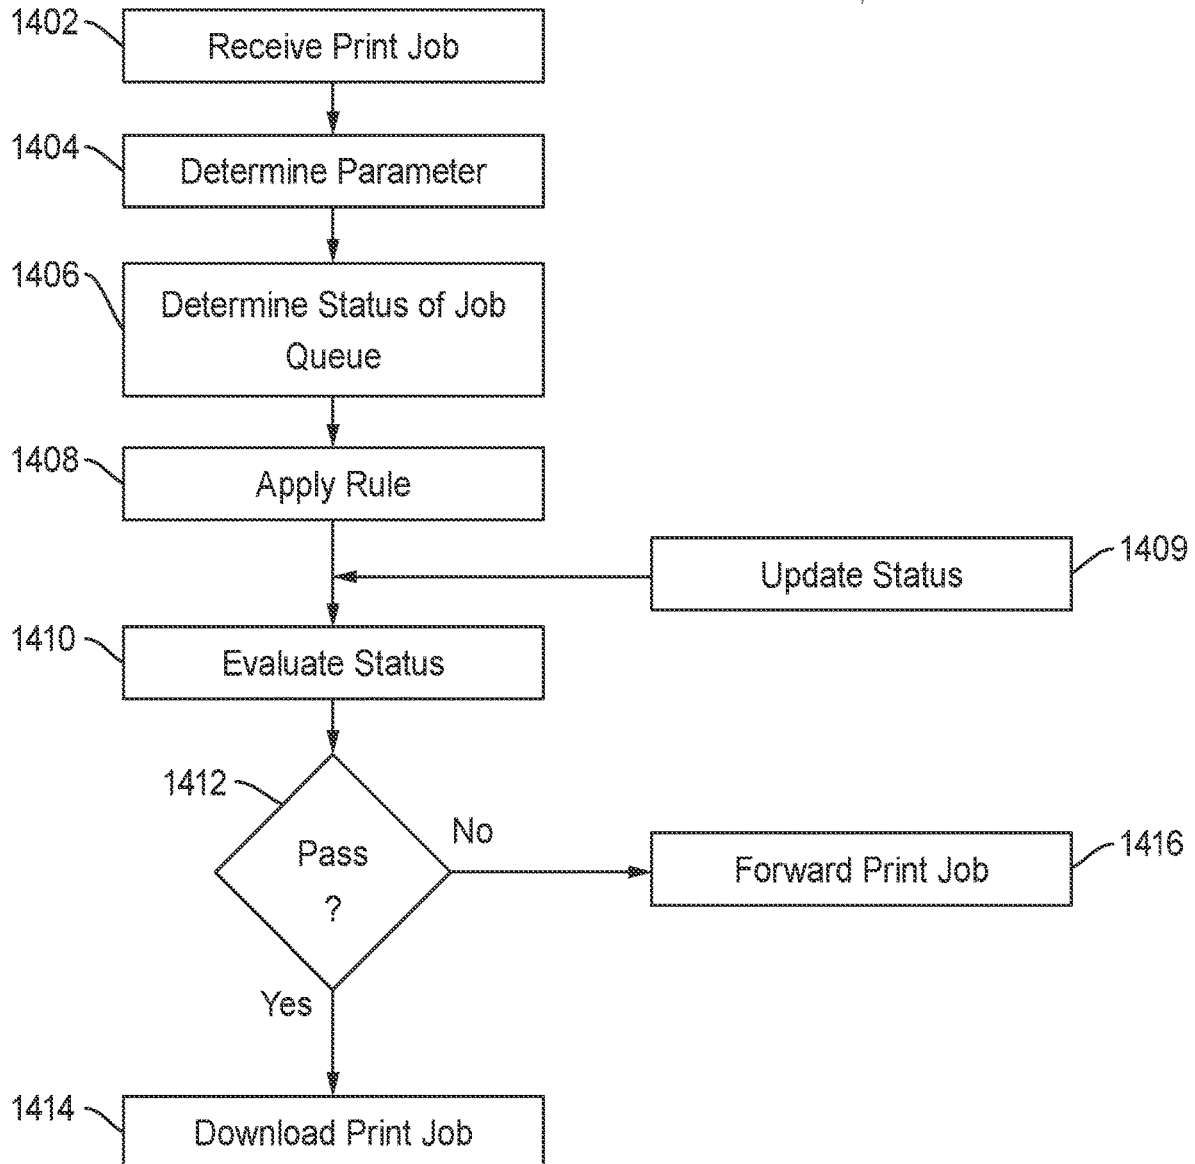 1402
Receive Print Job
1404
Determine Parameter
1406
Determine Status of Job
Queue
1408
Apply Rule
Update Status
1409
1410
Evaluate Status
1412
Pass
?
No
Forward Print Job
1416
Yes
1414
Download Print Job